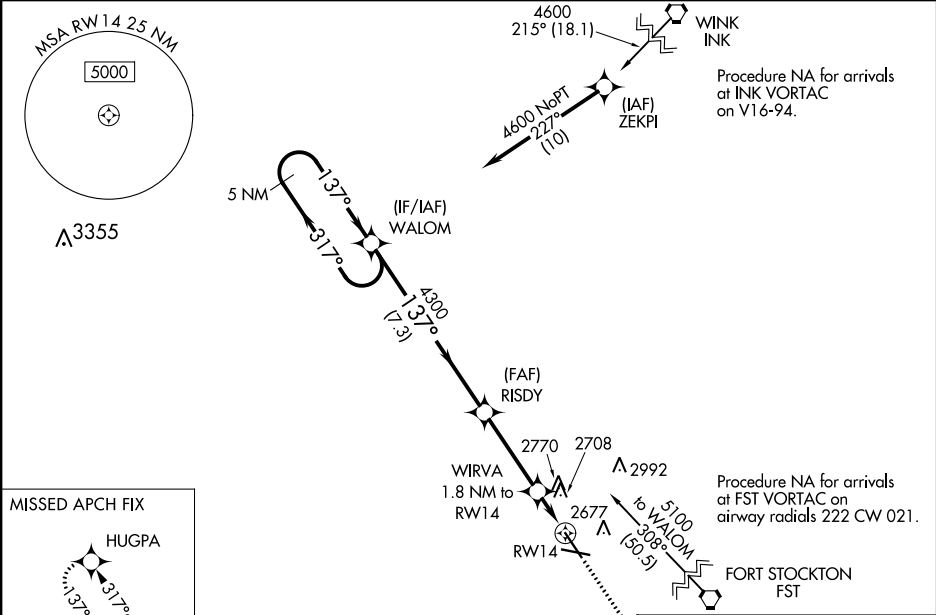 MSA RW14 25 NM
5000
3355
4600
215° (18.1)
WINK
INK
Procedure NA for arrivals
at INK VORTAC
on V16-94.
(IAF)
ZEKPI
4600 NoPT
227°
(10)
5 NM
137°
317°
(IF/IAF)
WALOM
4300
137°
(7.3)
(FAF)
RISDY
2770
2708
2992
WIRVA
1.8 NM to
RW14
2677
RW14
5100
to WALOM
308°
(50.5)
Procedure NA for arrivals
at FST VORTAC on
airway radials 222 CW 021.
FORT STOCKTON
FST
MISSED APCH FIX
HUGPA
137°
317°